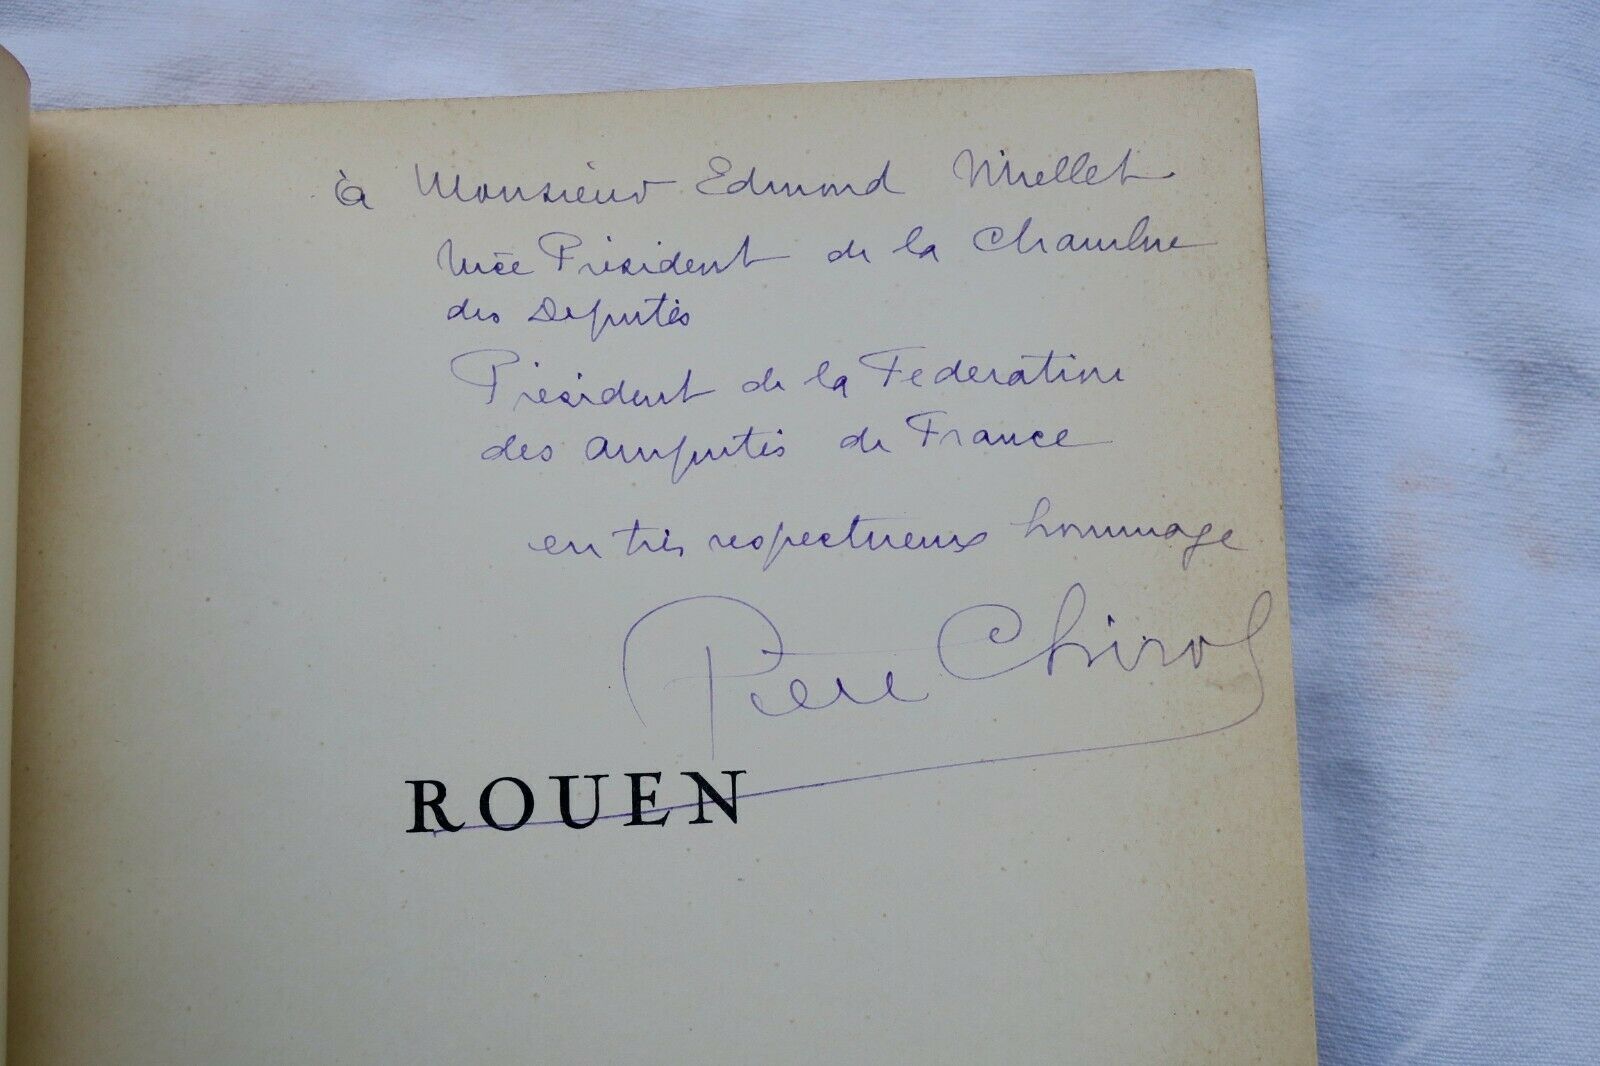 à Monsieur Edmond Miellet
Vice Président de la Chambre
des Députés
Président de la Federation
des amputés de France
en très respectueux hommage
Pierre Chirol
ROUEN